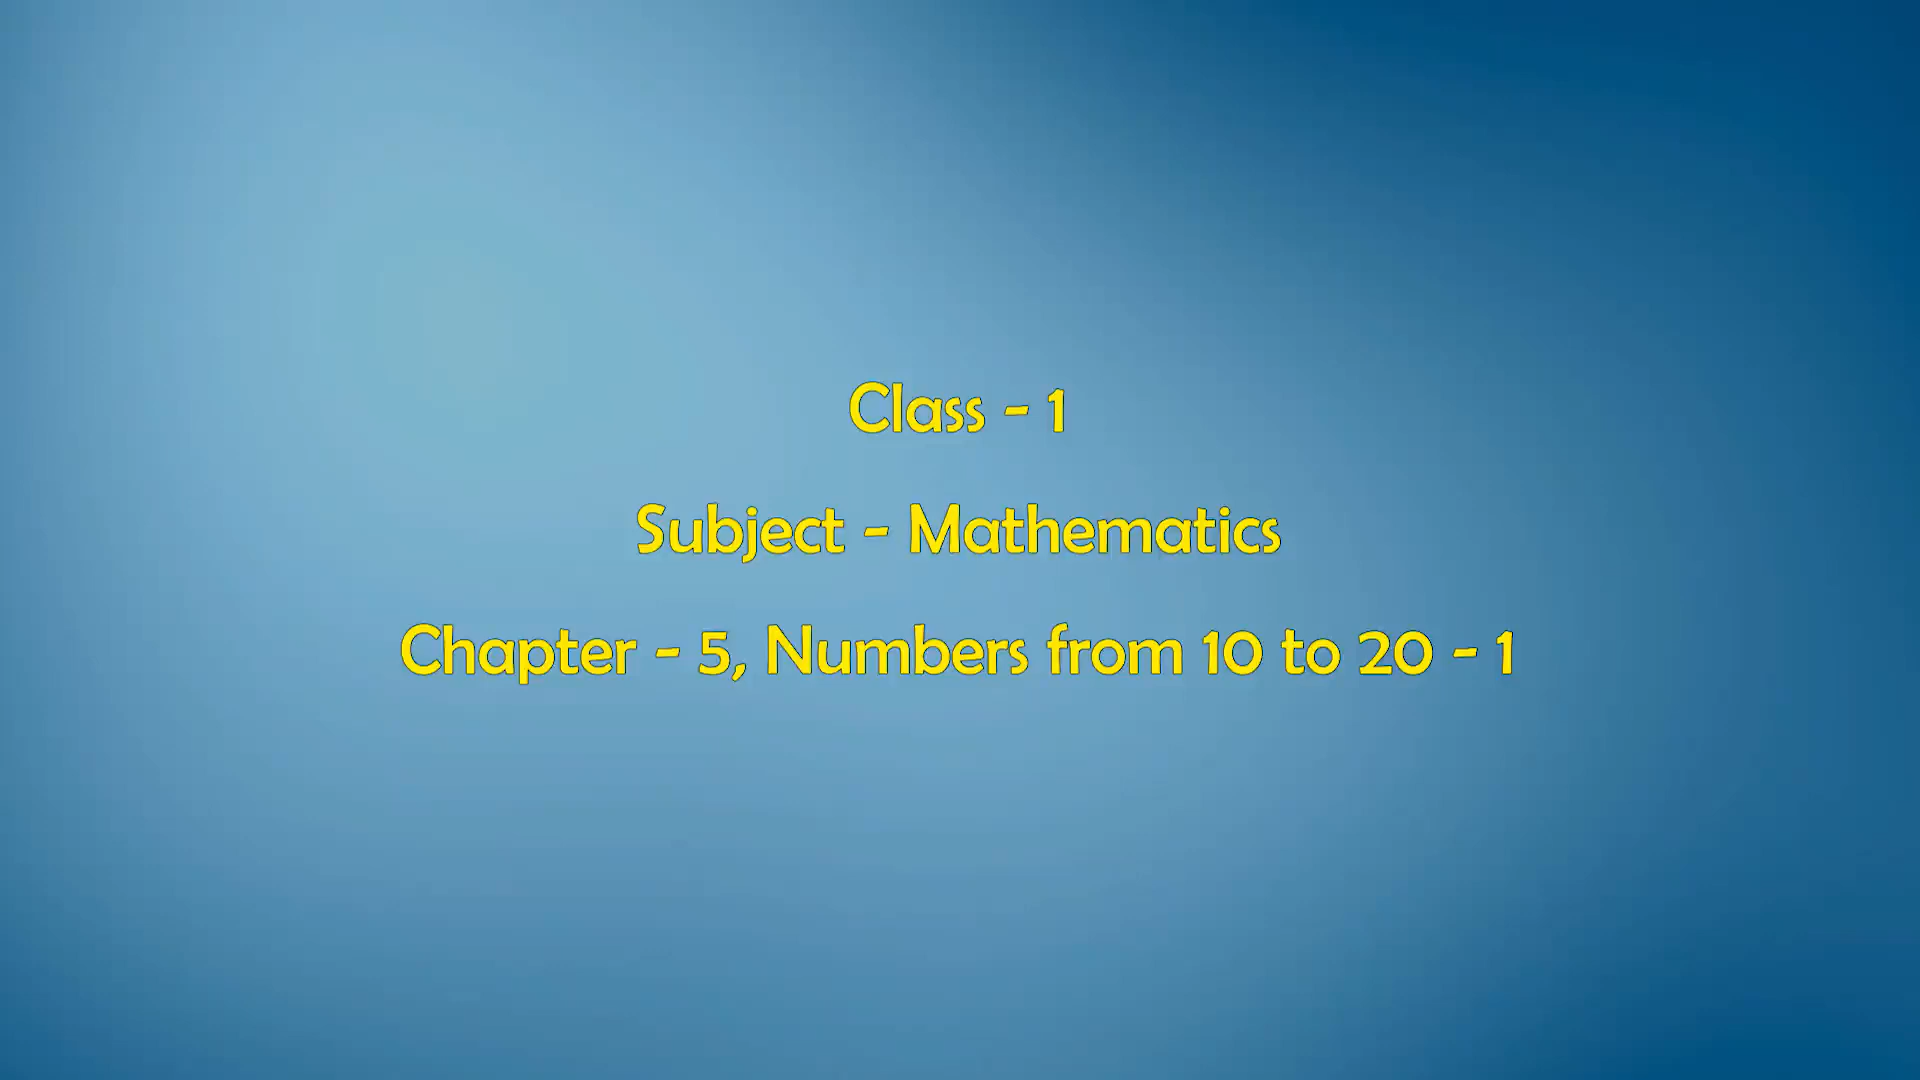 Class - 1
Subject - Mathematics
Chapter - 5, Numbers from 10 to 20 - 1